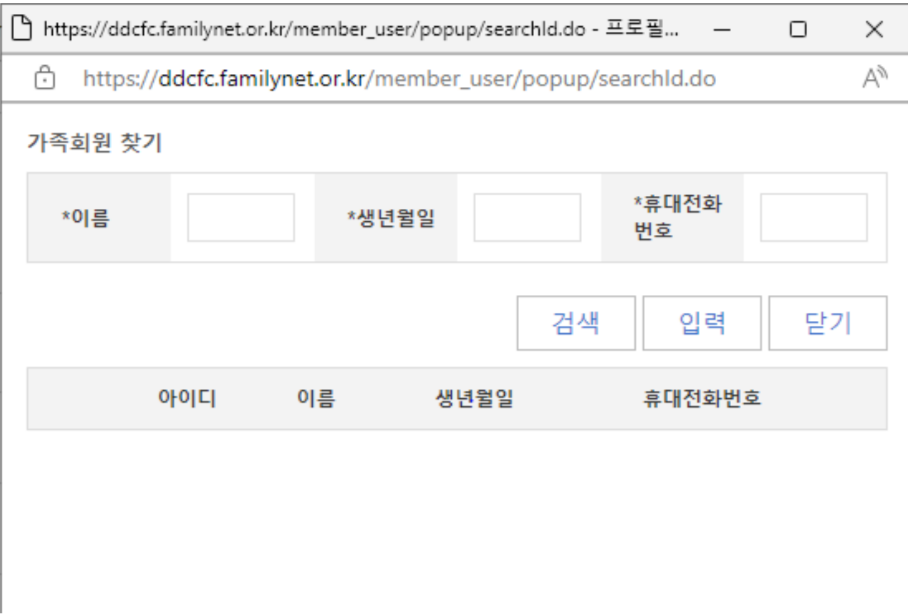 https://ddcfc.familynet.or.kr/member_user/popup/searchId.do - 프로필...
https://ddcfc.familynet.or.kr/member_user/popup/searchId.do
가족회원 찾기
*이름 *생년월일 *휴대전화
번호
검색 입력 닫기
아이디 이름 생년월일 휴대전화번호